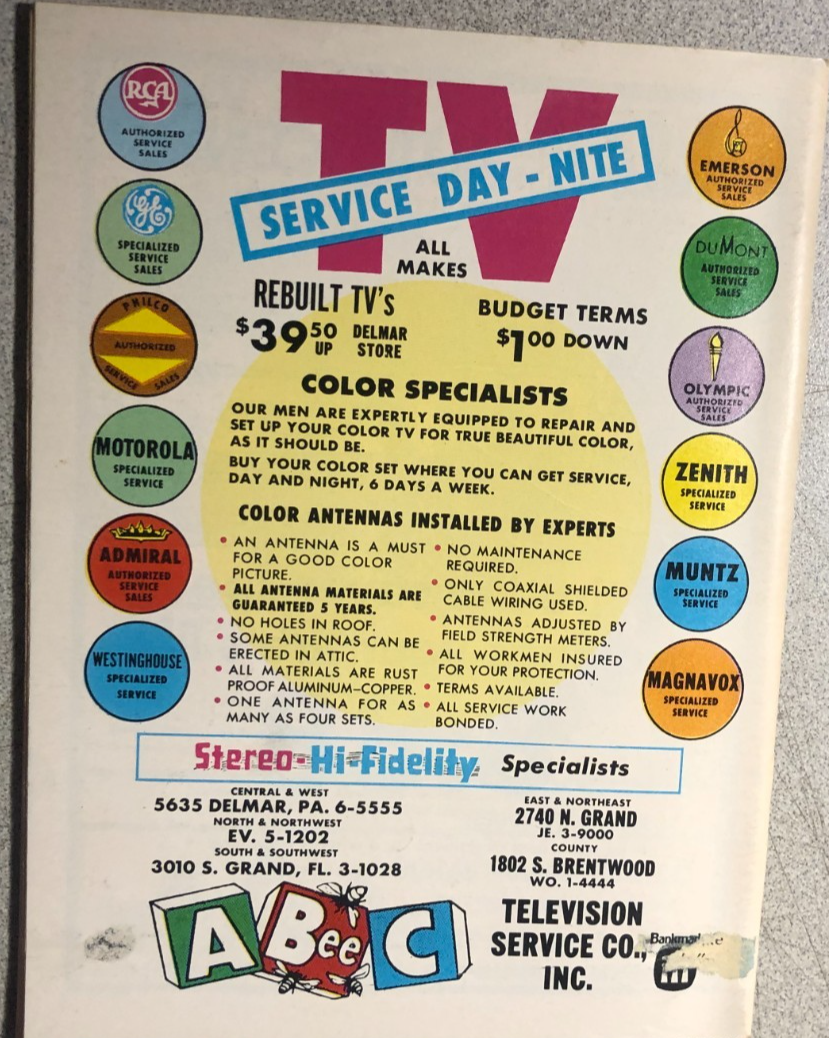 TV
SERVICE DAY - NITE
ALL
MAKES
RCA
AUTHORIZED
SERVICE
SALES
GE
SPECIALIZED
SERVICE
SALES
PHILCO
AUTHORIZED
SERVICE SALES
MOTOROLA
SPECIALIZED
SERVICE
ADMIRAL
AUTHORIZED
SERVICE
SALES
WESTINGHOUSE
SPECIALIZED
SERVICE
EMERSON
AUTHORIZED
SERVICE
SALES
DUMONT
AUTHORIZED
SERVICE
SALES
OLYMPIC
AUTHORIZED
SERVICE
SALES
ZENITH
SPECIALIZED
SERVICE
MUNTZ
SPECIALIZED
SERVICE
MAGNAVOX
SPECIALIZED
SERVICE
REBUILT TV's
$39 50 UP DELMAR STORE
BUDGET TERMS
$1 00 DOWN
COLOR SPECIALISTS
OUR MEN ARE EXPERTLY EQUIPPED TO REPAIR AND
SET UP YOUR COLOR TV FOR TRUE BEAUTIFUL COLOR,
AS IT SHOULD BE.
BUY YOUR COLOR SET WHERE YOU CAN GET SERVICE,
DAY AND NIGHT, 6 DAYS A WEEK.
COLOR ANTENNAS INSTALLED BY EXPERTS
• AN ANTENNA IS A MUST
FOR A GOOD COLOR
PICTURE.
• ALL ANTENNA MATERIALS ARE
GUARANTEED 5 YEARS.
• NO HOLES IN ROOF.
• SOME ANTENNAS CAN BE
ERECTED IN ATTIC.
• ALL MATERIALS ARE RUST
PROOF ALUMINUM–COPPER.
• ONE ANTENNA FOR AS
MANY AS FOUR SETS.
• NO MAINTENANCE
REQUIRED.
• ONLY COAXIAL SHIELDED
CABLE WIRING USED.
• ANTENNAS ADJUSTED BY
FIELD STRENGTH METERS.
• ALL WORKMEN INSURED
FOR YOUR PROTECTION.
• TERMS AVAILABLE.
• ALL SERVICE WORK
BONDED.
Stereo-Hi-Fidelity Specialists
CENTRAL & WEST
5635 DELMAR, PA. 6-5555
NORTH & NORTHWEST
EV. 5-1202
SOUTH & SOUTHWEST
3010 S. GRAND, FL. 3-1028
EAST & NORTHEAST
2740 N. GRAND
JE. 3-9000
COUNTY
1802 S. BRENTWOOD
WO. 1-4444
A Bee C
TELEVISION
SERVICE CO.,
INC.